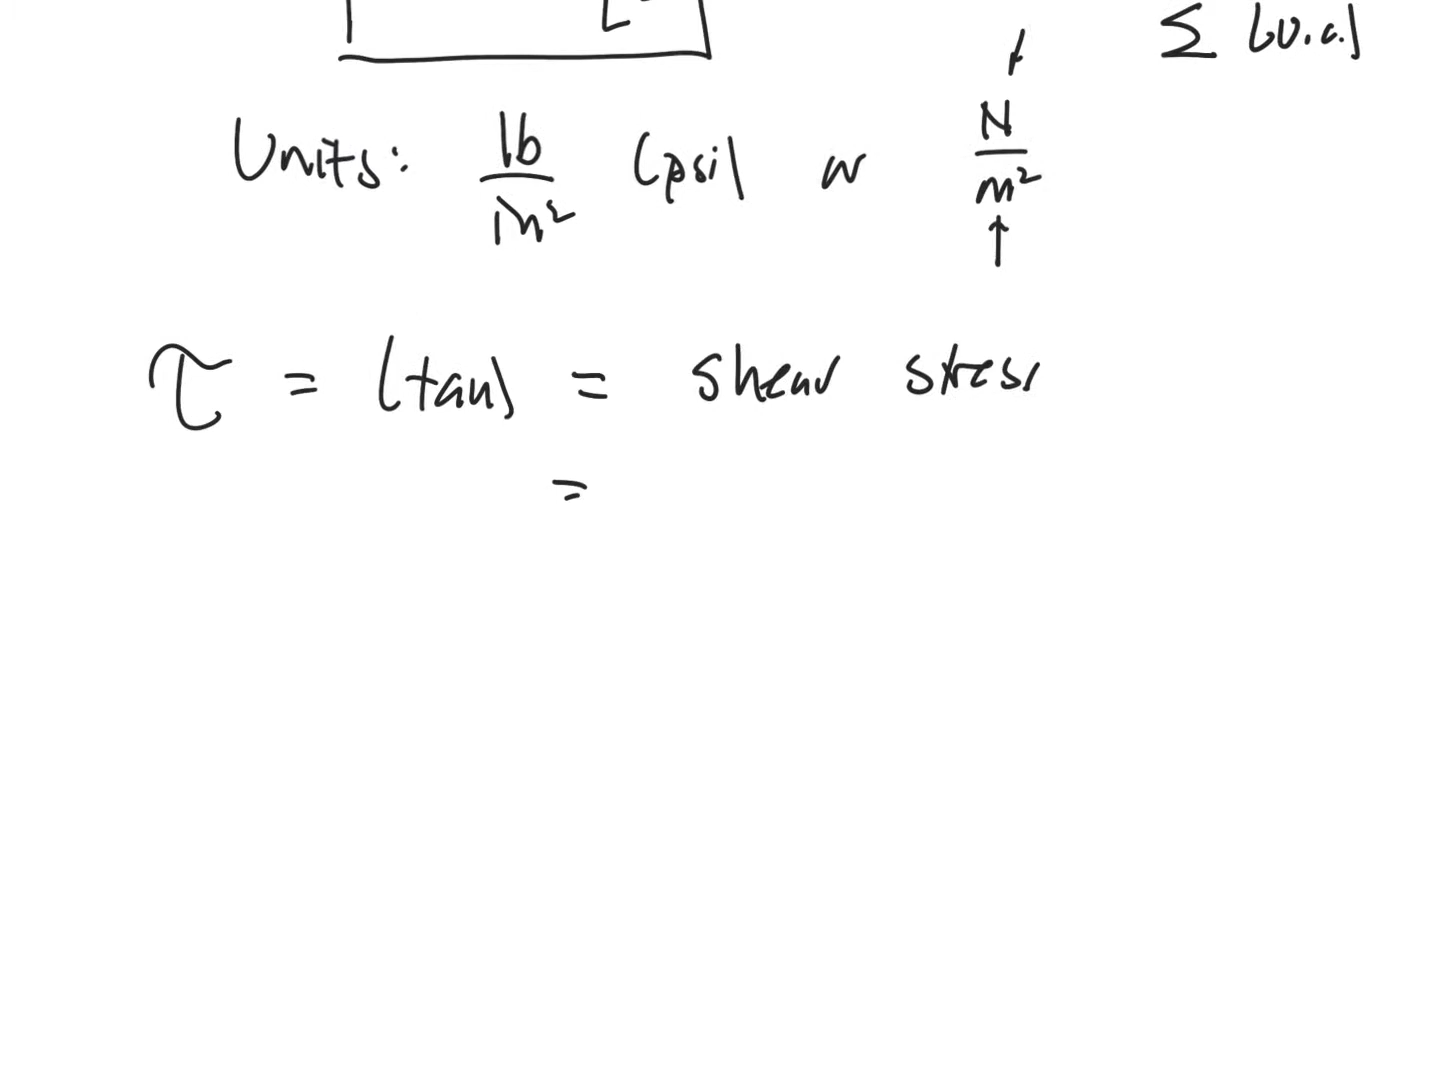 Σ (u.c.)
Units: lb/in² (psi) or N/m²
τ = (tau) = shear stress
=